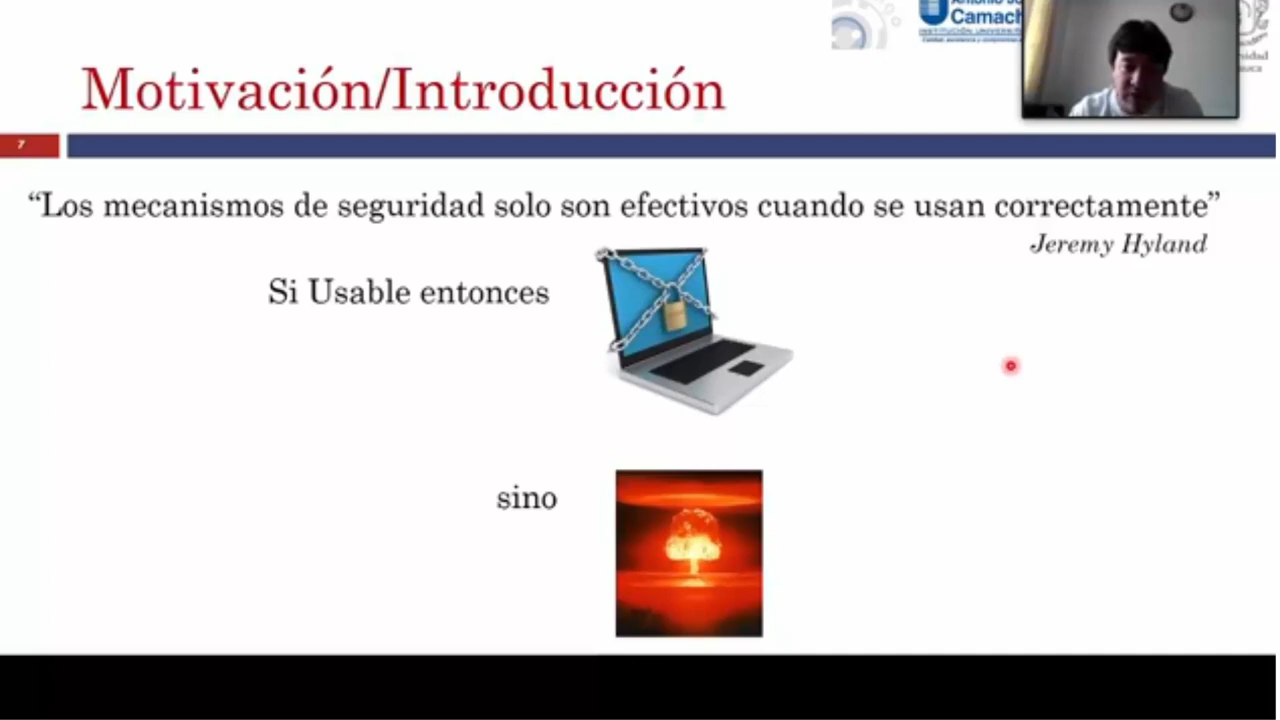 Camach
Motivación/Introducción
7
“Los mecanismos de seguridad solo son efectivos cuando se usan correctamente”
Jeremy Hyland
Si Usable entonces
sino